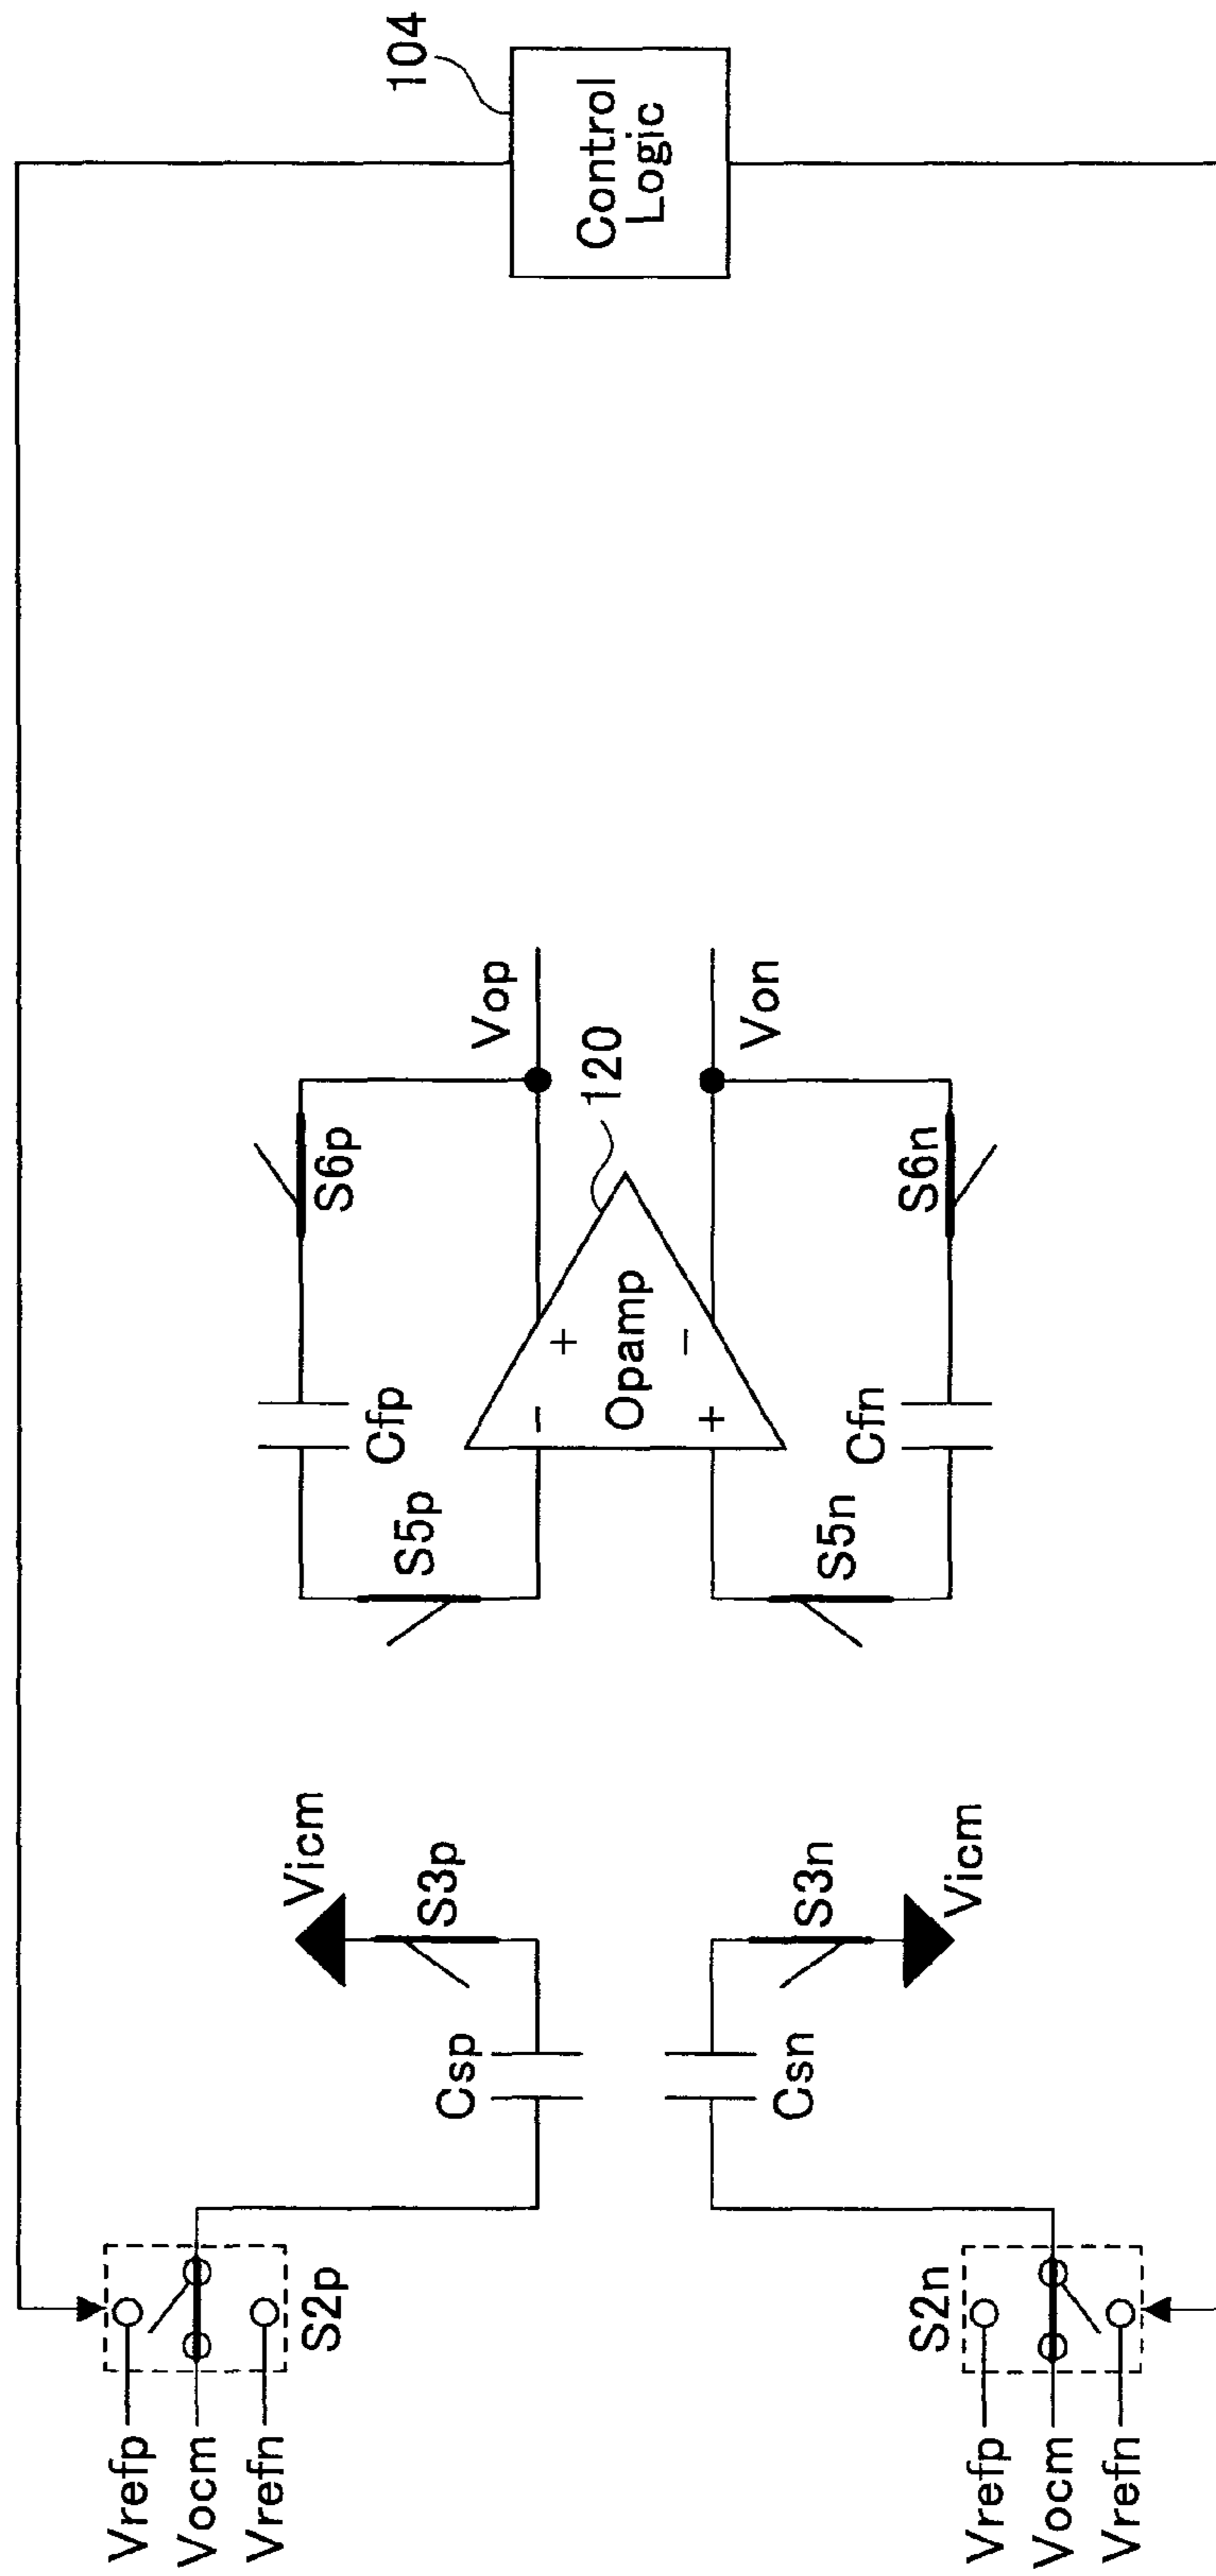 Vrefp
Vocm
Vrefn
S2p
Csp
Vicm
S3p
S5p
Cfp
S6p
Vop
120
Opamp
-
+
+
-
104
Control
Logic
Von
S5n
Cfn
S6n
Csn
S3n
Vicm
S2n
Vrefp
Vocm
Vrefn